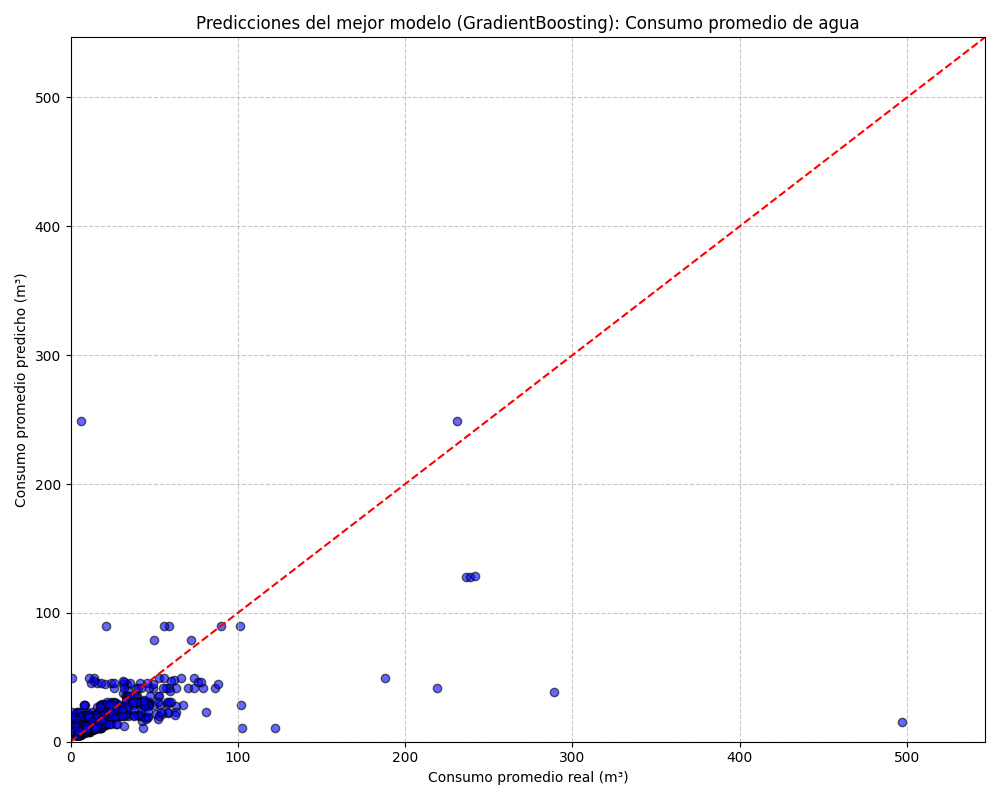 Predicciones del mejor modelo (GradientBoosting): Consumo promedio de agua
Consumo promedio predicho (m³)
500
400
300
200
100
0
0 100 200 300 400 500
Consumo promedio real (m³)